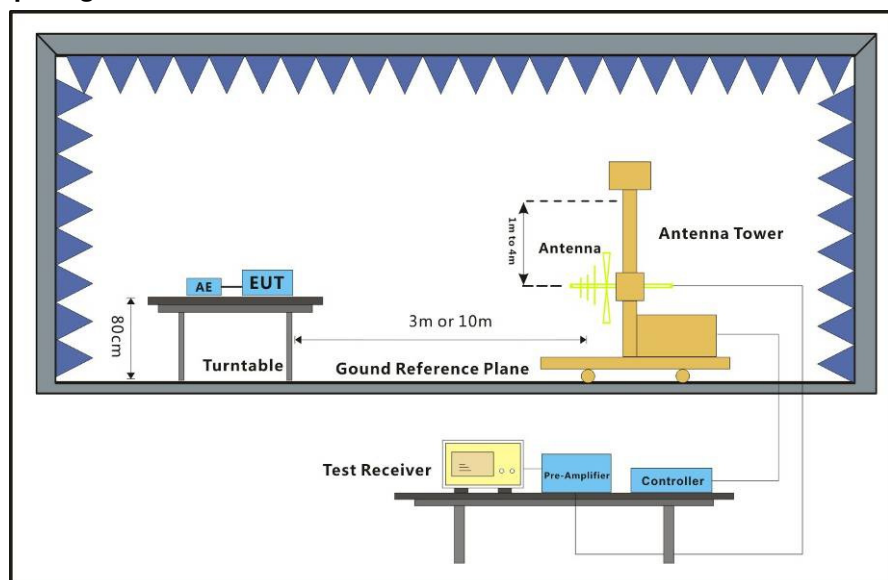 1m to 4m
Antenna
Antenna Tower
AE
EUT
80cm
3m or 10m
Turntable
Gound Reference Plane
Test Receiver
Pre-Amplifier
Controller